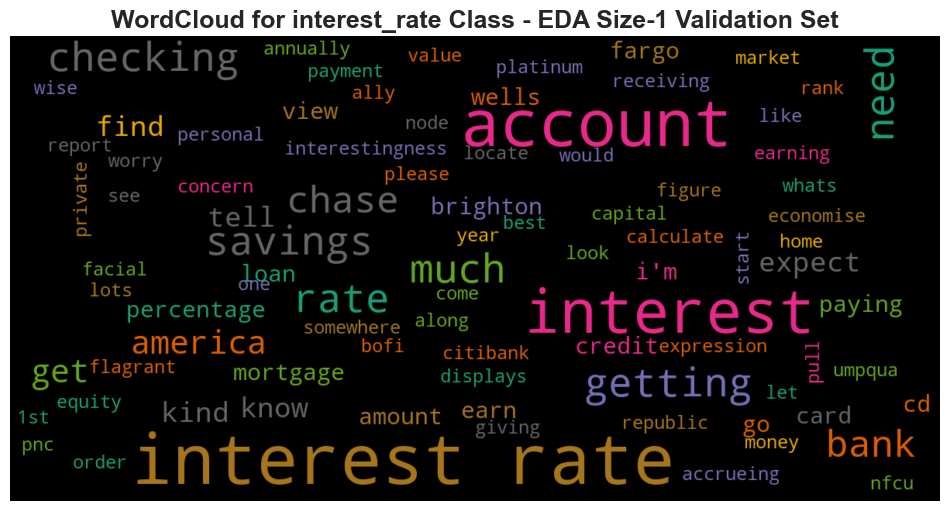 WordCloud for interest_rate Class - EDA Size-1 Validation Set
checking
annually
value
fargo
market
need
payment
platinum
receiving
wise
ally
wells
rank
find
view
account
like
personal
node
report
interestingness
locate
would
earning
worry
please
private
see
concern
chase
figure
whats
tell
brighton
capital
economise
best
savings
year
calculate
home
look
start
facial
loan
much
i'm
expect
lots
one
come
percentage
rate
interest
paying
somewhere
along
america
bofi
citibank
credit
expression
pull
get
flagrant
mortgage
displays
getting
umpqua
equity
let
1st
kind
know
amount
earn
card
cd
giving
republic
go
pnc
money
bank
order
interest rate
accrueing
nfcu